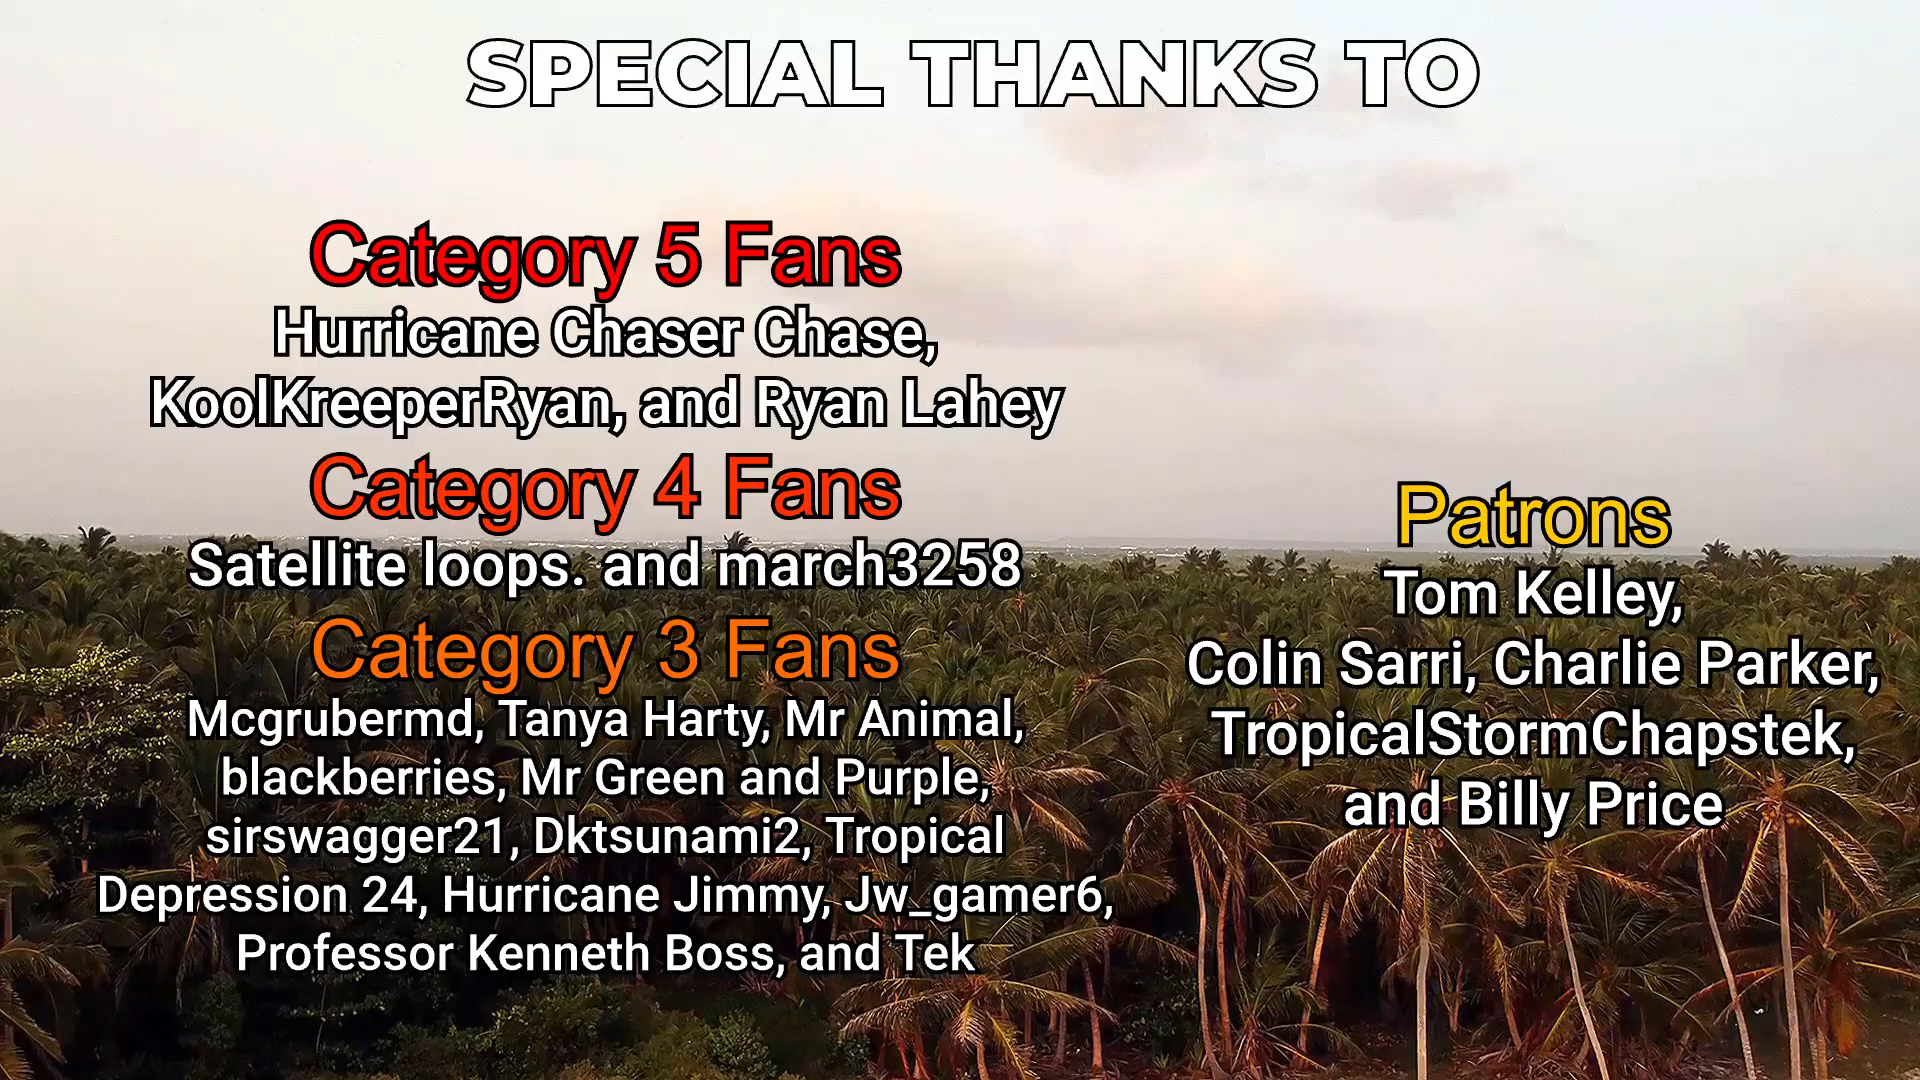 SPECIAL THANKS TO
Category 5 Fans
Hurricane Chaser Chase,
KoolKreeperRyan, and Ryan Lahey
Category 4 Fans
Satellite loops. and march3258
Category 3 Fans
Mcgrubermd, Tanya Harty, Mr Animal,
blackberries, Mr Green and Purple,
sirswagger21, Dktsunami2, Tropical
Depression 24, Hurricane Jimmy, Jw_gamer6,
Professor Kenneth Boss, and Tek
Patrons
Tom Kelley,
Colin Sarri, Charlie Parker,
TropicalStormChapstek,
and Billy Price